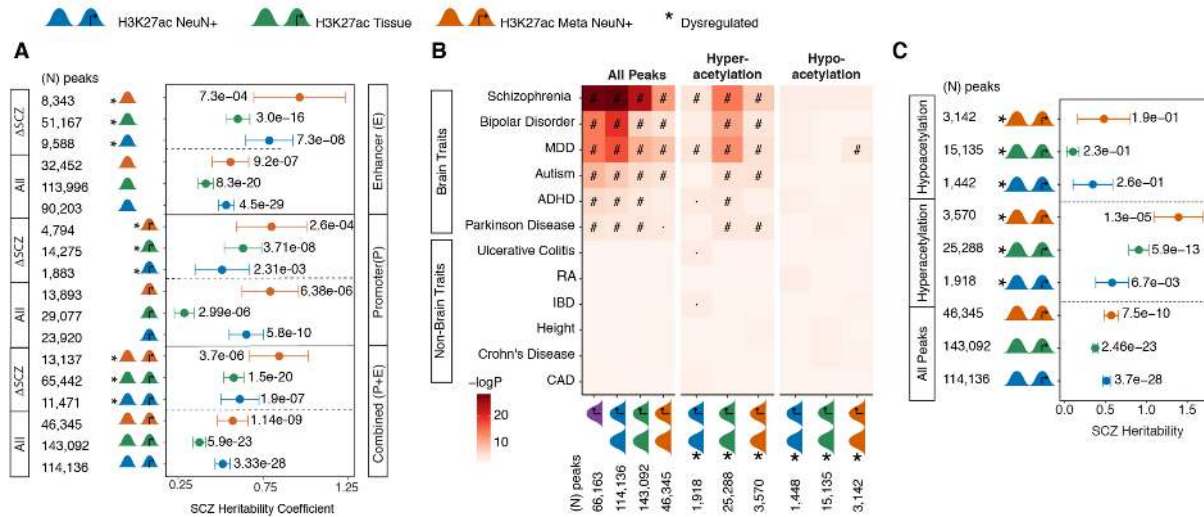 H3K27ac NeuN+
H3K27ac Tissue
H3K27ac Meta NeuN+
* Dysregulated
A
(N) peaks
ΔSCZ
8,343
*
7.3e-04
51,167
*
3.0e-16
9,588
*
7.3e-08
All
32,452
9.2e-07
113,996
8.3e-20
90,203
4.5e-29
Enhancer (E)
ΔSCZ
4,794
*
2.6e-04
14,275
*
3.71e-08
1,883
*
2.31e-03
All
13,893
6.38e-06
29,077
2.99e-06
23,920
5.8e-10
Promoter(P)
ΔSCZ
13,137
*
3.7e-06
65,442
*
1.5e-20
11,471
*
1.9e-07
All
46,345
1.14e-09
143,092
5.9e-23
114,136
3.33e-28
Combined (P+E)
0.25 0.75 1.25
SCZ Heritability Coefficient
B
All Peaks
Hyper-
acetylation
Hypo-
acetylation
Brain Traits
Schizophrenia # # # # # # #
Bipolar Disorder # # # # # #
MDD # # # # # # # #
Autism # # # # # #
ADHD # # # · #
Parkinson Disease # # # · # #
Non-Brain Traits
Ulcerative Colitis ·
RA
IBD ·
Height
Crohn's Disease
CAD
−logP
20
10
* * * * * *
(N) peaks
66,163
114,136
143,092
46,345
1,918
25,288
3,570
1,448
15,135
3,142
C
(N) peaks
Hypoacetylation
3,142
*
1.9e−01
15,135
*
2.3e−01
1,442
*
2.6e−01
Hyperacetylation
3,570
*
1.3e−05
25,288
*
5.9e−13
1,918
*
6.7e−03
All Peaks
46,345
7.5e−10
143,092
2.46e−23
114,136
3.7e−28
0.0 0.5 1.0 1.5
SCZ Heritability